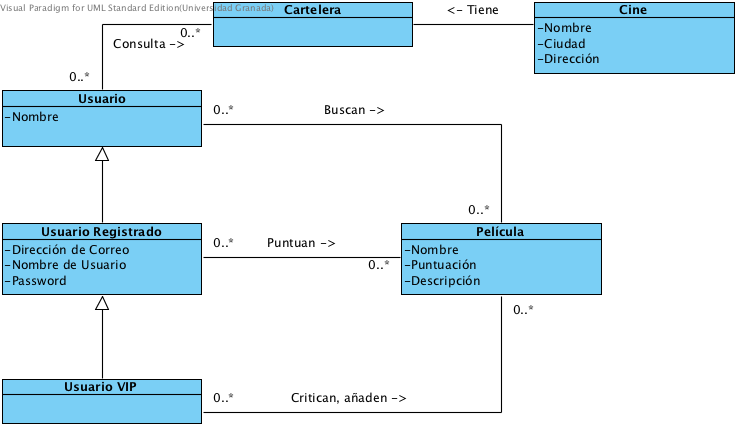 Visual Paradigm for UML Standard Edition(Universidad Granada)
Cartelera
<- Tiene
Cine
-Nombre
-Ciudad
-Dirección
0..*
Consulta ->
0..*
Usuario
-Nombre
0..*
Buscan ->
0..*
Usuario Registrado
-Dirección de Correo
-Nombre de Usuario
-Password
0..*
Puntuan ->
0..*
Película
-Nombre
-Puntuación
-Descripción
0..*
Usuario VIP
0..*
Critican, añaden ->